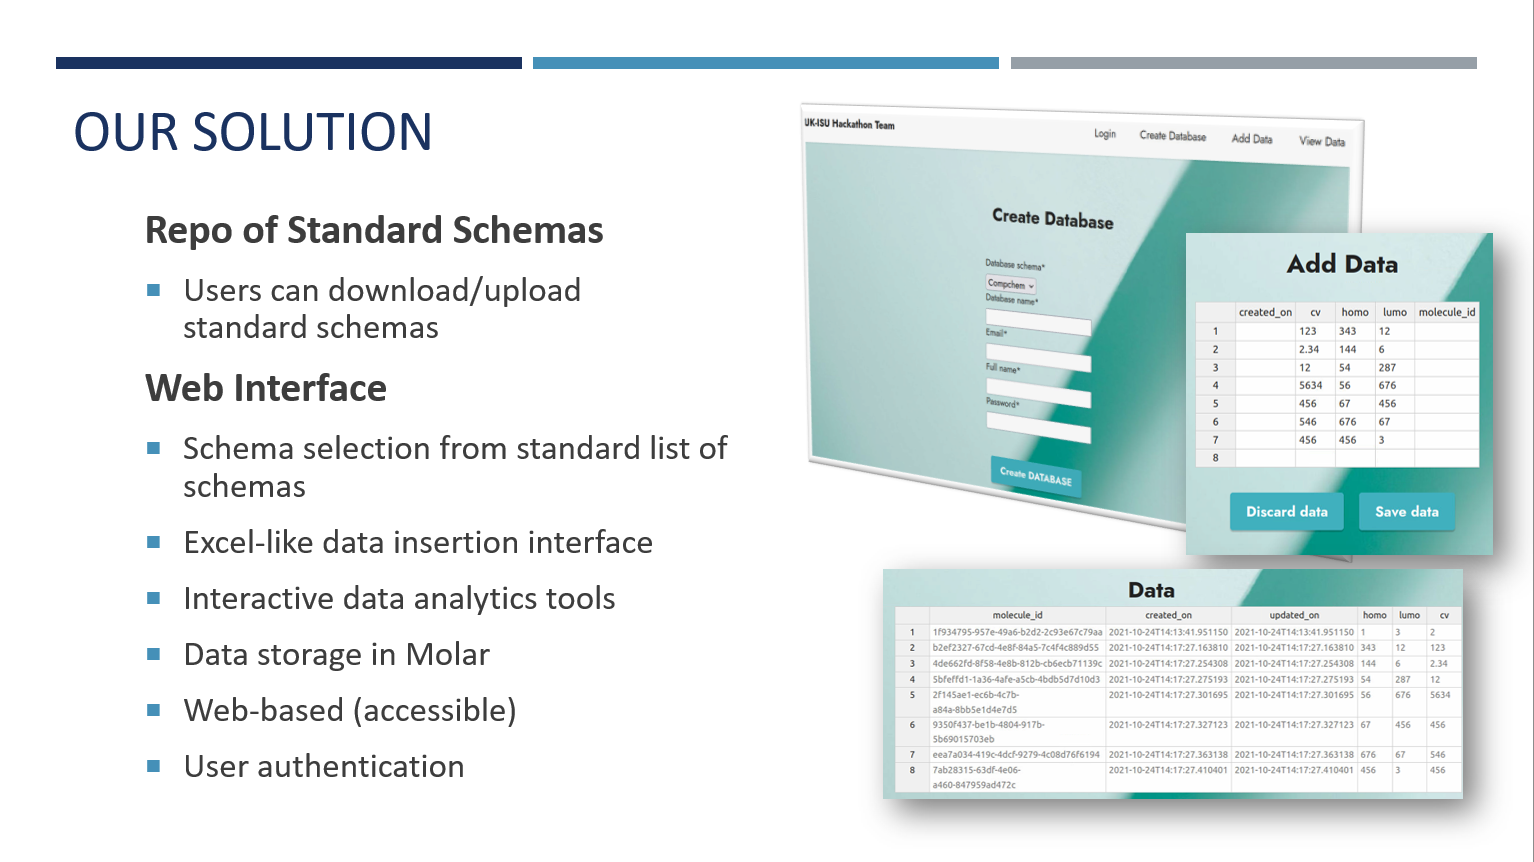 OUR SOLUTION
Repo of Standard Schemas
Users can download/upload
standard schemas
Web Interface
Schema selection from standard list of
schemas
Excel-like data insertion interface
Interactive data analytics tools
Data storage in Molar
Web-based (accessible)
User authentication
UK-ISU Hackathon Team Login Create Database Add Data View Data
Create Database
Database schema*
Compchem
Database name*
Email*
Full name*
Password*
Create DATABASE
Add Data
created_on cv homo lumo molecule_id
1 123 343 12
2 2.34 144 6
3 12 54 287
4 5634 56 676
5 456 67 456
6 546 676 67
7 456 456 3
8
Discard data Save data
Data
molecule_id created_on updated_on homo lumo cv
1 1f934795-957e-49a6-b2d2-2c93e67c79aa 2021-10-24T14:13:41.951150 2021-10-24T14:13:41.951150 1 3 2
2 b2ef2327-67cd-4e8f-84a5-7c4f4c889d55 2021-10-24T14:17:27.163810 2021-10-24T14:17:27.163810 343 12 123
3 4de662fd-8f58-4e8b-812b-cb6ecb71139c 2021-10-24T14:17:27.254308 2021-10-24T14:17:27.254308 144 6 2.34
4 5bfeffd1-1a36-4afe-a5cb-4bdb5d7d10d3 2021-10-24T14:17:27.275193 2021-10-24T14:17:27.275193 54 287 12
5 2f145ae1-ec6b-4c7b- 2021-10-24T14:17:27.301695 2021-10-24T14:17:27.301695 56 676 5634
a84a-8bb5e1d4e7d5
6 9350f437-be1b-4804-917b- 2021-10-24T14:17:27.327123 2021-10-24T14:17:27.327123 67 456 456
5b69015703eb
7 eea7a034-419c-4dcf-9279-4c08d76f6194 2021-10-24T14:17:27.363138 2021-10-24T14:17:27.363138 676 67 546
8 7ab28315-63df-4e06- 2021-10-24T14:17:27.410401 2021-10-24T14:17:27.410401 456 3 456
a460-847959ad472c